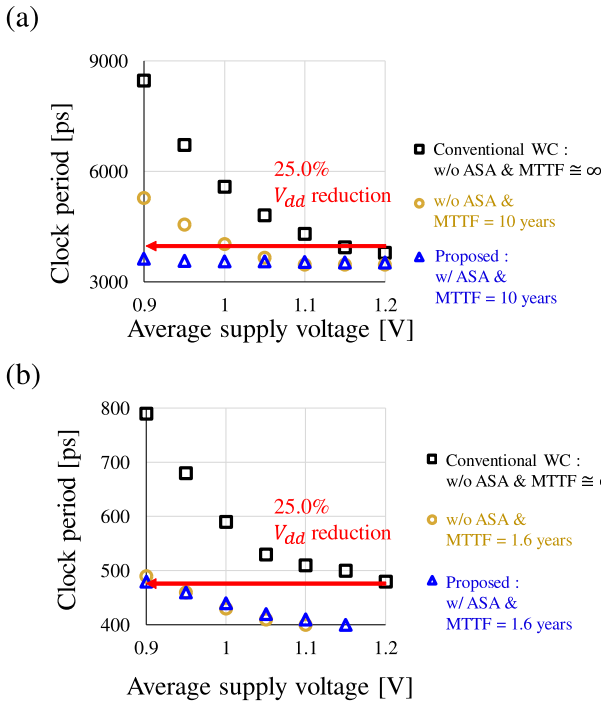 (a)
9000
6000
3000
Clock period [ps]
0.9
1
1.1
1.2
Average supply voltage [V]
25.0%
Vdd reduction
Conventional WC :
w/o ASA & MTTF ≅ ∞
w/o ASA &
MTTF = 10 years
Proposed :
w/ ASA &
MTTF = 10 years
(b)
800
700
600
500
400
Clock period [ps]
0.9
1
1.1
1.2
Average supply voltage [V]
25.0%
Vdd reduction
Conventional WC :
w/o ASA & MTTF ≅
w/o ASA &
MTTF = 1.6 years
Proposed :
w/ ASA &
MTTF = 1.6 years